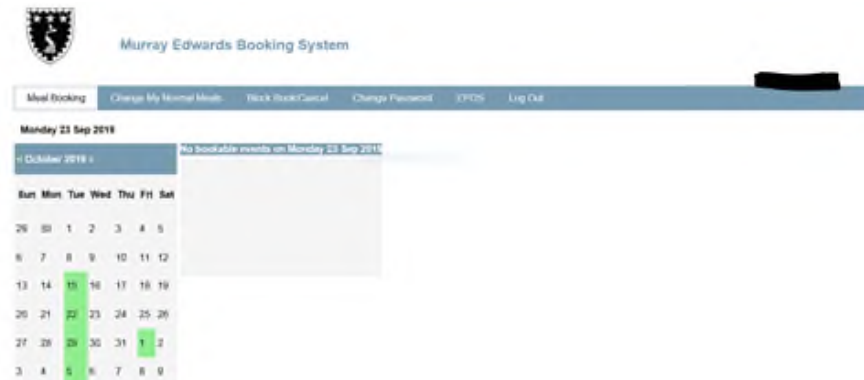 Murray Edwards Booking System
Meal Booking Change My Normal Meals Block Book/Cancel Change Password EPOS Log Out
Monday 23 Sep 2019
No bookable events on Monday 23 Sep 2019
« October 2019 »
Sun Mon Tue Wed Thu Fri Sat
29 30 1 2 3 4 5
6 7 8 9 10 11 12
13 14 15 16 17 18 19
20 21 22 23 24 25 26
27 28 29 30 31 1 2
3 4 5 6 7 8 9